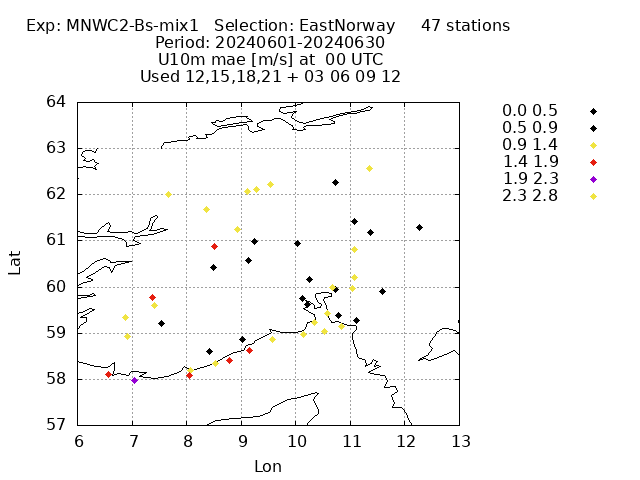 Exp: MNWC2-Bs-mix1   Selection: EastNorway     47 stations
Period: 20240601-20240630
U10m mae [m/s] at  00 UTC
Used 12,15,18,21 + 03 06 09 12
0.0 0.5
0.5 0.9
0.9 1.4
1.4 1.9
1.9 2.3
2.3 2.8
64
63
62
61
60
59
58
57
Lat
6 7 8 9 10 11 12 13
Lon